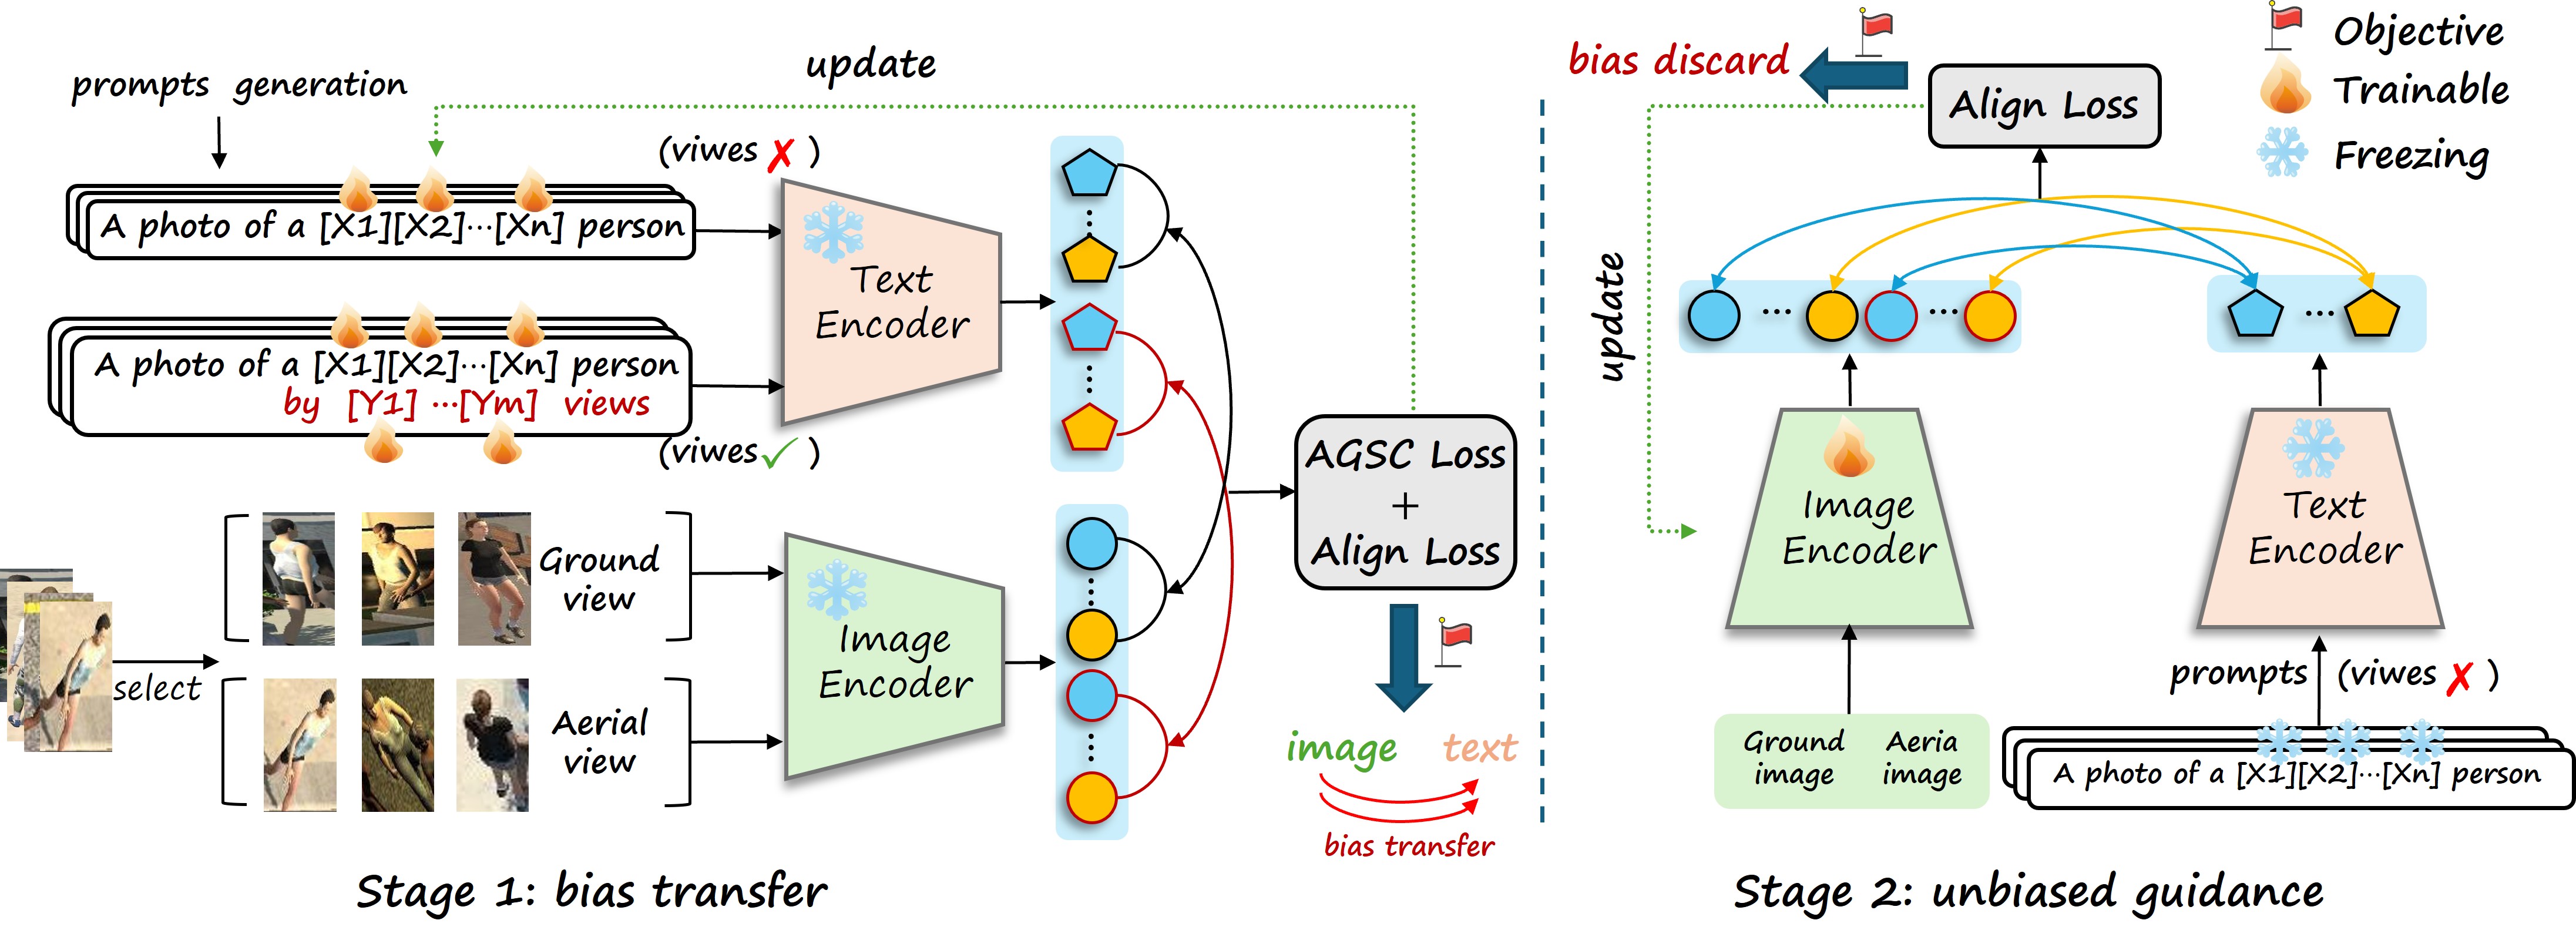 prompts generation
update
(viwes ✗ )
A photo of a [X1][X2]···[Xn] person
A photo of a [X1][X2]···[Xn] person
by [Y1] ···[Ym] views
(viwes ✓ )
Text
Encoder
select
Ground
view
Aerial
view
Image
Encoder
AGSC Loss
+
Align Loss
image text
bias transfer
Stage 1: bias transfer
bias discard
Align Loss
Objective
Trainable
Freezing
update
Image
Encoder
Text
Encoder
prompts (viwes ✗ )
Ground
image
Aeria
image
A photo of a [X1][X2]···[Xn] person
Stage 2: unbiased guidance